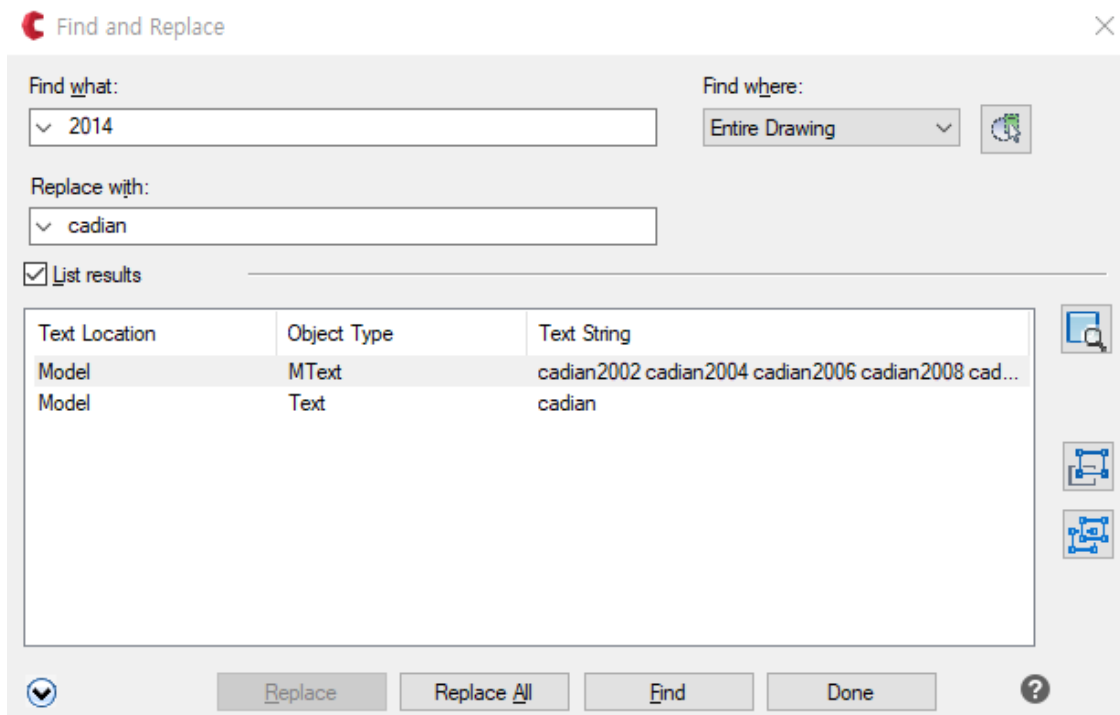 Find and Replace
Find what:
Find where:
2014
Entire Drawing
Replace with:
cadian
List results
Text Location Object Type Text String
Model MText cadian2002 cadian2004 cadian2006 cadian2008 cad...
Model Text cadian
Replace Replace All Find Done ?